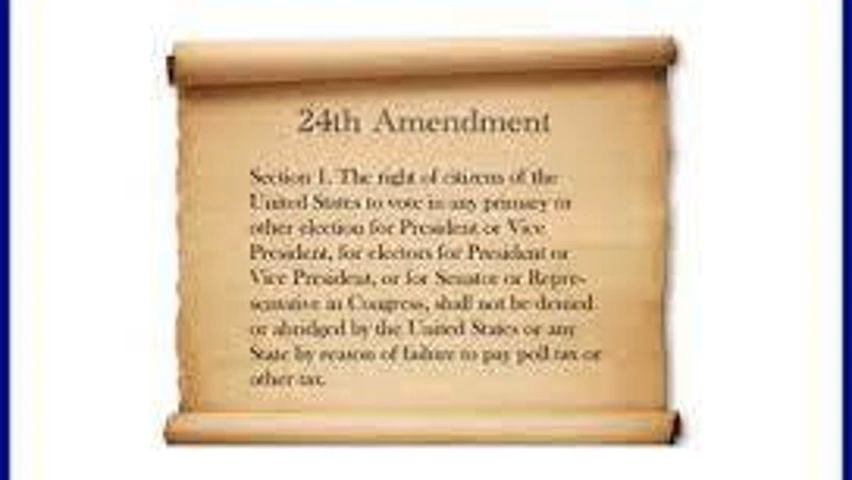 24th Amendment
Section 1. The right of citizens of the
United States to vote in any primary or
other election for President or Vice
President, for electors for President or
Vice President, or for Senator or Repre-
sentative in Congress, shall not be denied
or abridged by the United States or any
State by reason of failure to pay poll tax or
other tax.